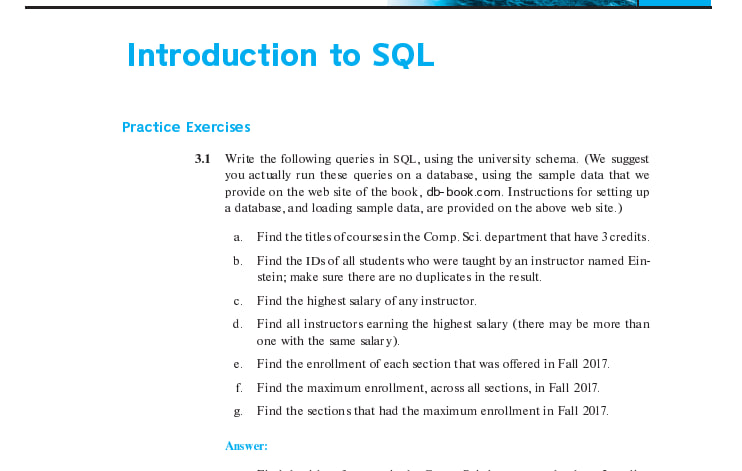 Introduction to SQL
Practice Exercises
3.1 Write the following queries in SQL, using the university schema. (We suggest
you actually run these queries on a database, using the sample data that we
provide on the web site of the book, db-book.com. Instructions for setting up
a database, and loading sample data, are provided on the above web site.)
a. Find the titles of courses in the Comp. Sci. department that have 3 credits.
b. Find the IDs of all students who were taught by an instructor named Ein-
stein; make sure there are no duplicates in the result.
c. Find the highest salary of any instructor.
d. Find all instructors earning the highest salary (there may be more than
one with the same salary).
e. Find the enrollment of each section that was offered in Fall 2017.
f. Find the maximum enrollment, across all sections, in Fall 2017.
g. Find the sections that had the maximum enrollment in Fall 2017.
Answer: